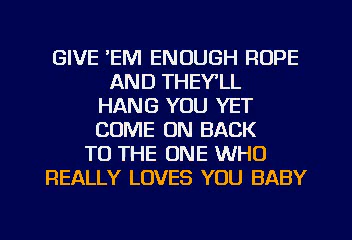 GIVE 'EM ENOUGH ROPE
AND THEY'LL
HANG YOU YET
COME ON BACK
TO THE ONE WHO
REALLY LOVES YOU BABY